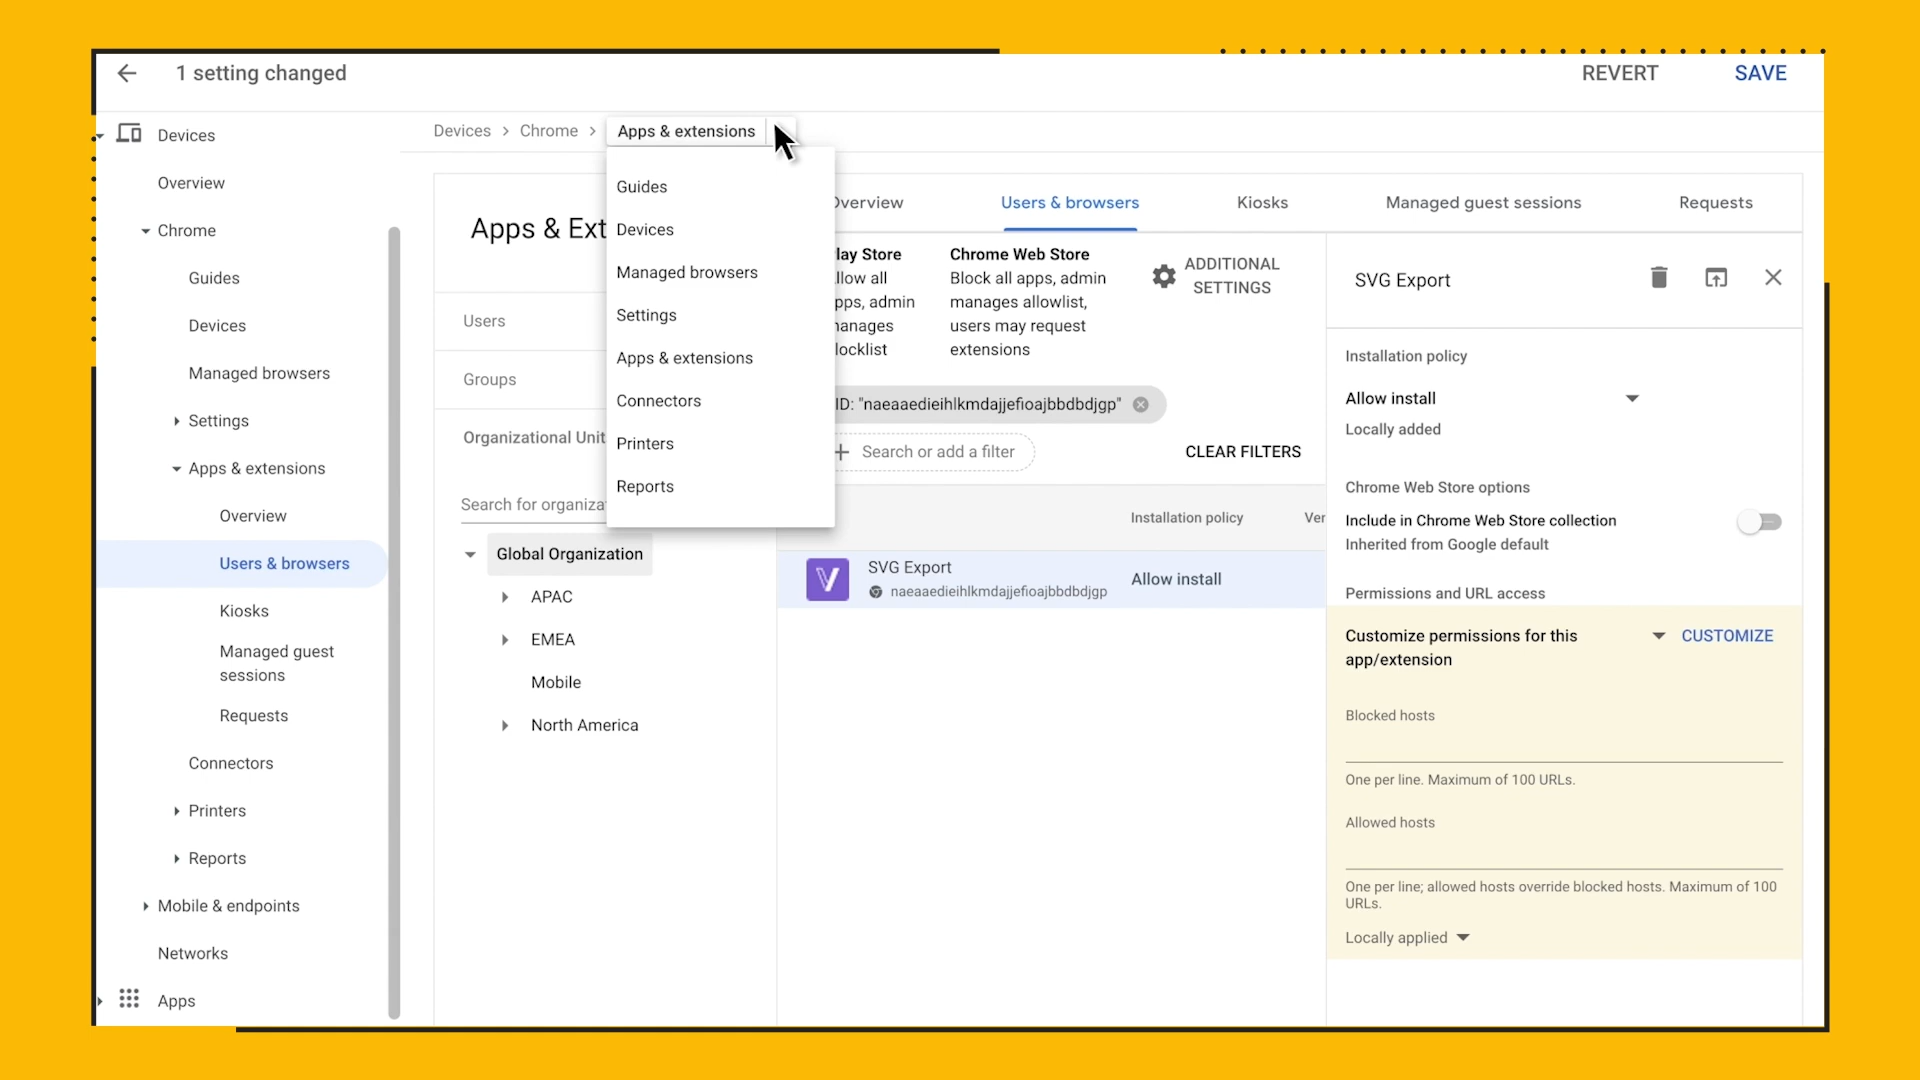 1 setting changed
REVERT
SAVE
Devices
Overview
Chrome
Guides
Devices
Managed browsers
Settings
Apps & extensions
Overview
Users & browsers
Kiosks
Managed guest
sessions
Requests
Connectors
Printers
Reports
Mobile & endpoints
Networks
Apps
Devices > Chrome > Apps & extensions
Guides
Devices
Managed browsers
Settings
Apps & extensions
Connectors
Printers
Reports
Apps & Ext
Users
Groups
Organizational Unit
Search for organiza
Global Organization
APAC
EMEA
Mobile
North America
Overview
Users & browsers
Kiosks
Managed guest sessions
Requests
lay Store
llow all
pps, admin
anages
locklist
Chrome Web Store
Block all apps, admin
manages allowlist,
users may request
extensions
ADDITIONAL
SETTINGS
ID: "naeaaedieihlkmdajjefioajbbdbdjgp"
+ Search or add a filter
CLEAR FILTERS
Installation policy
Ver
SVG Export
naeaaedieihlkmdajjefioajbbdbdjgp
Allow install
SVG Export
Installation policy
Allow install
Locally added
Chrome Web Store options
Include in Chrome Web Store collection
Inherited from Google default
Permissions and URL access
Customize permissions for this
app/extension
CUSTOMIZE
Blocked hosts
One per line. Maximum of 100 URLs.
Allowed hosts
One per line; allowed hosts override blocked hosts. Maximum of 100
URLs.
Locally applied